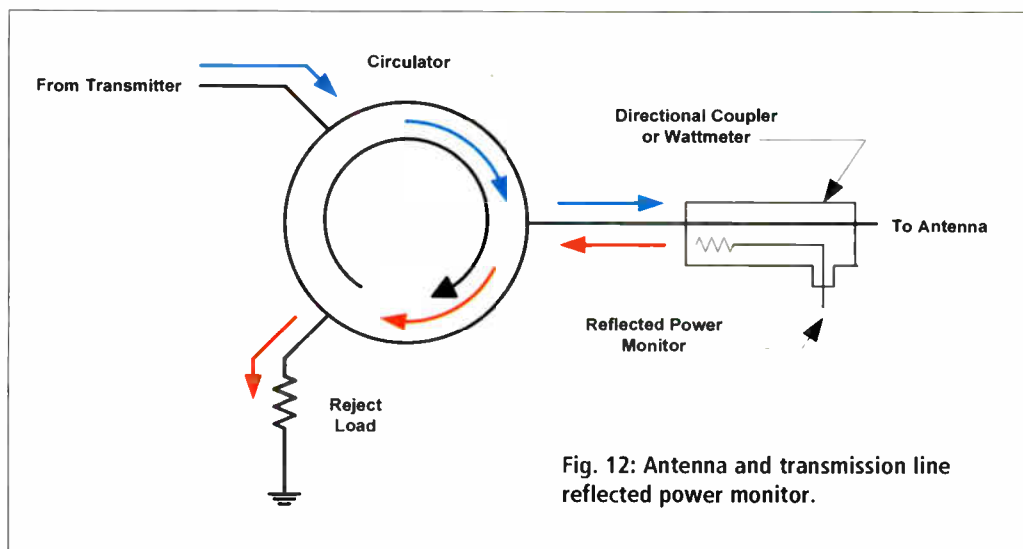 Circulator
From Transmitter
Directional Coupler
or Wattmeter
To Antenna
Reflected Power
Monitor
Reject
Load
Fig. 12: Antenna and transmission line
reflected power monitor.